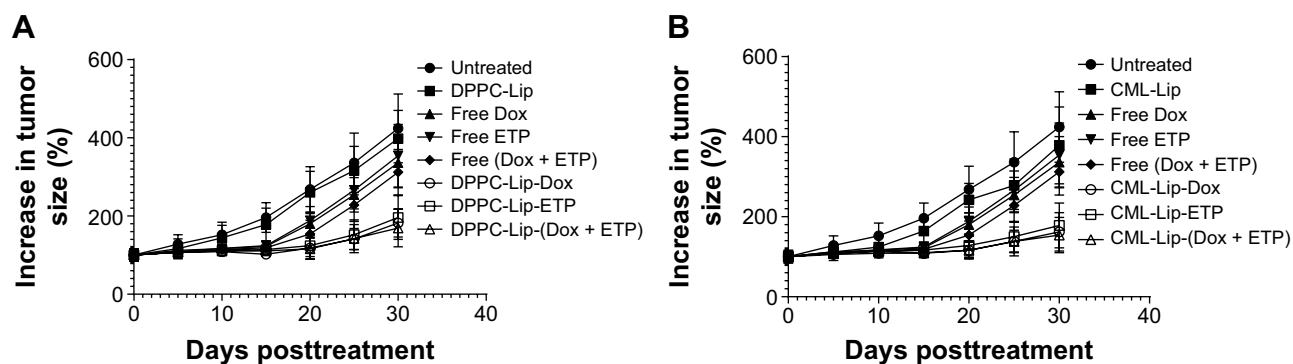 A
Increase in tumor
size (%)
600
400
200
0
0
10
20
30
40
Days posttreatment
Untreated
DPPC-Lip
Free Dox
Free ETP
Free (Dox + ETP)
DPPC-Lip-Dox
DPPC-Lip-ETP
DPPC-Lip-(Dox + ETP)
B
Increase in tumor
size (%)
600
400
200
0
0
10
20
30
40
Days posttreatment
Untreated
CML-Lip
Free Dox
Free ETP
Free (Dox + ETP)
CML-Lip-Dox
CML-Lip-ETP
CML-Lip-(Dox + ETP)